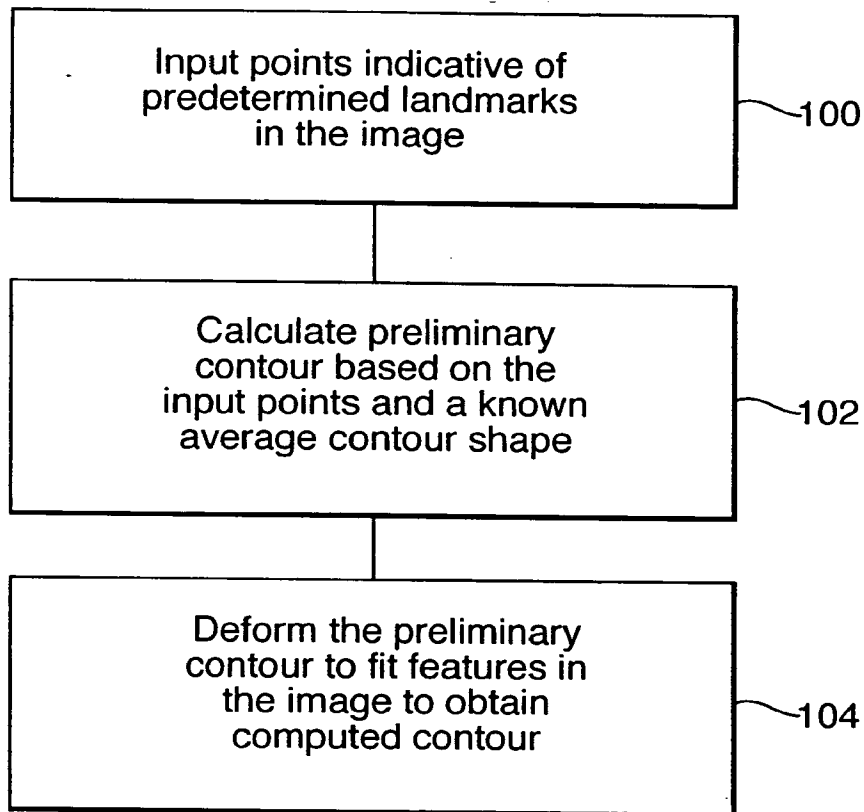 Input points indicative of
predetermined landmarks
in the image
100
Calculate preliminary
contour based on the
input points and a known
average contour shape
102
Deform the preliminary
contour to fit features in
the image to obtain
computed contour
104